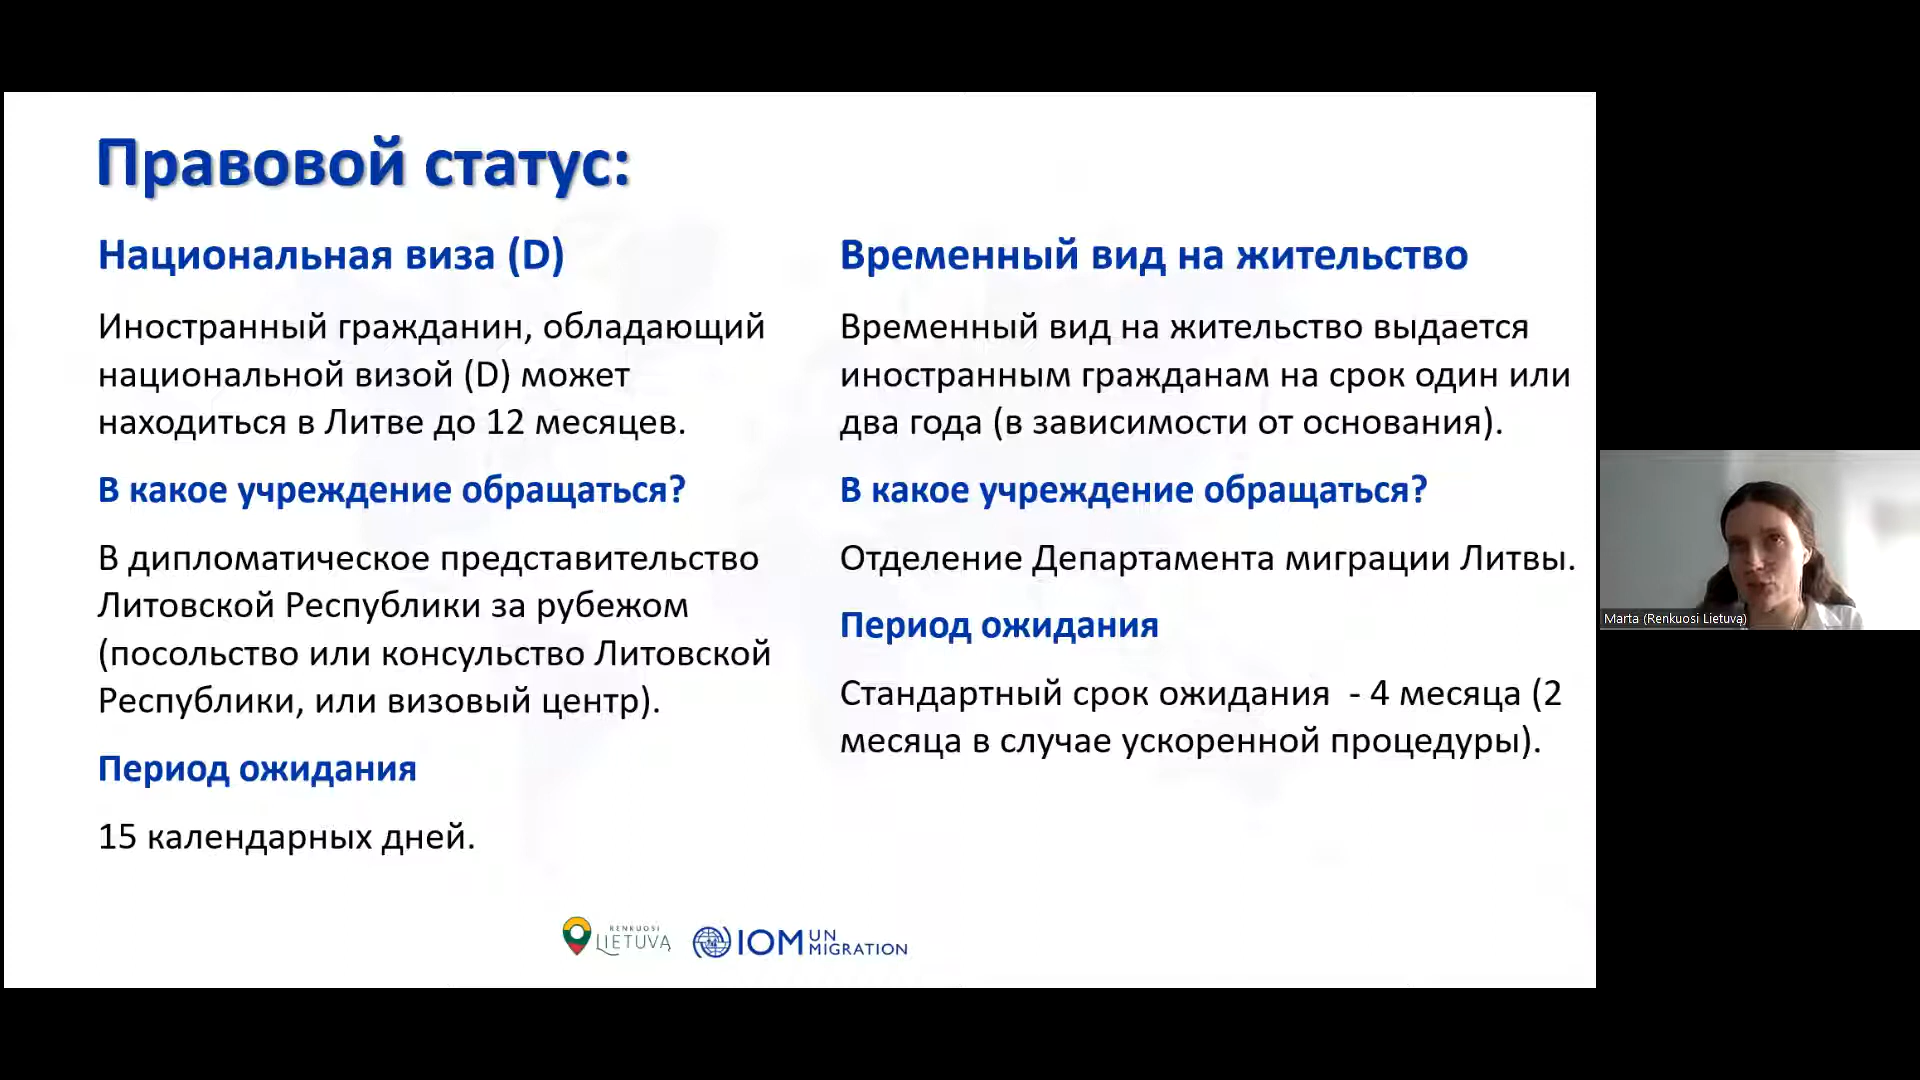 Правовой статус:
Национальная виза (D)
Иностранный гражданин, обладающий
национальной визой (D) может
находиться в Литве до 12 месяцев.
В какое учреждение обращаться?
В дипломатическое представительство
Литовской Республики за рубежом
(посольство или консульство Литовской
Республики, или визовый центр).
Период ожидания
15 календарных дней.
Временный вид на жительство
Временный вид на жительство выдается
иностранным гражданам на срок один или
два года (в зависимости от основания).
В какое учреждение обращаться?
Отделение Департамента миграции Литвы.
Период ожидания
Стандартный срок ожидания  - 4 месяца (2
месяца в случае ускоренной процедуры).
RENKUOSI
LIETUVĄ
IOM UN
MIGRATION
Marta (Renkuosi Lietuvą)